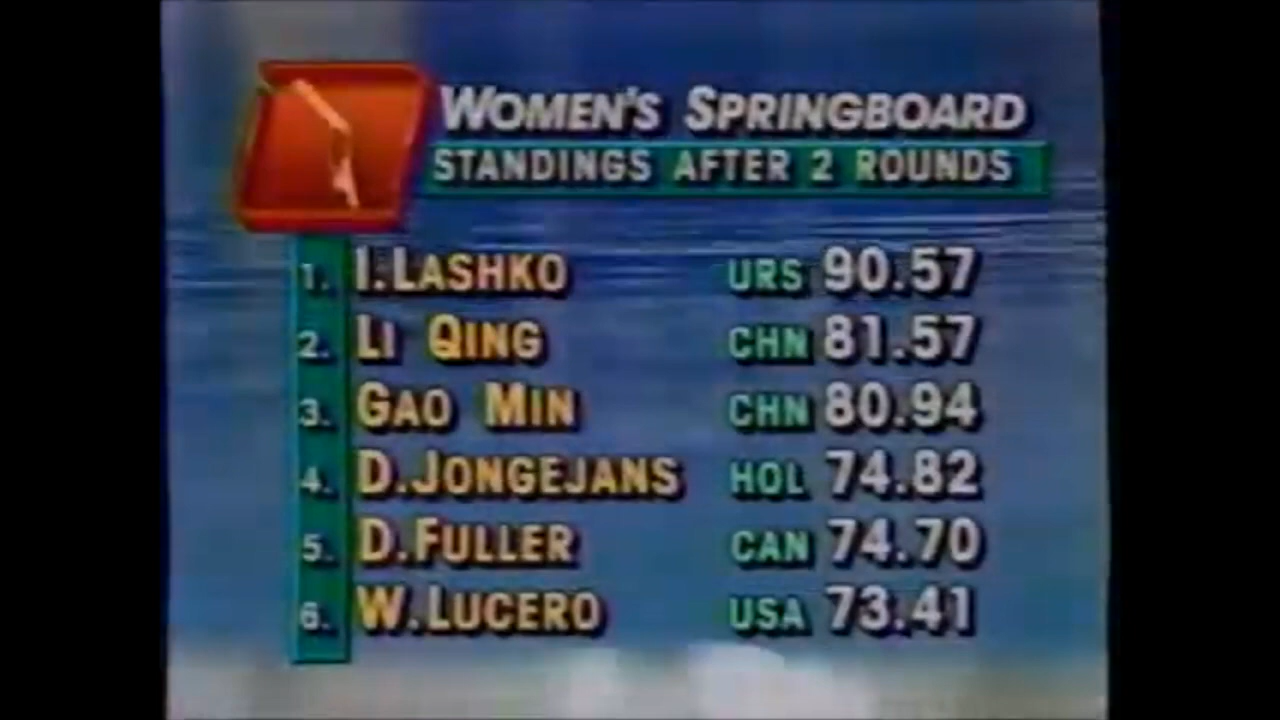 WOMEN'S SPRINGBOARD
STANDINGS AFTER 2 ROUNDS
1. I.LASHKO URS 90.57
2. LI QING CHN 81.57
3. GAO MIN CHN 80.94
4. D.JONGEJANS HOL 74.82
5. D.FULLER CAN 74.70
6. W.LUCERO USA 73.41